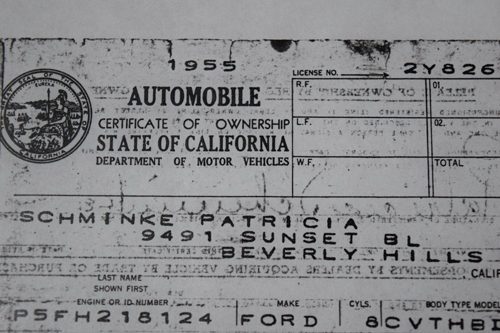 1955
LICENSE NO. 2Y826
AUTOMOBILE
CERTIFICATE OF OWNERSHIP
STATE OF CALIFORNIA
DEPARTMENT OF MOTOR VEHICLES
R.F. 01.
L.F. 02.
W.F. TOTAL
SCHMINKE PATRICIA
9491 SUNSET BL
BEVERLY HILLS
CALIF
LAST NAME
SHOWN FIRST
ENGINE OR ID. NUMBER MAKE CYLS. BODY TYPE MODEL
P5FH218124 FORD 8 CVTHB